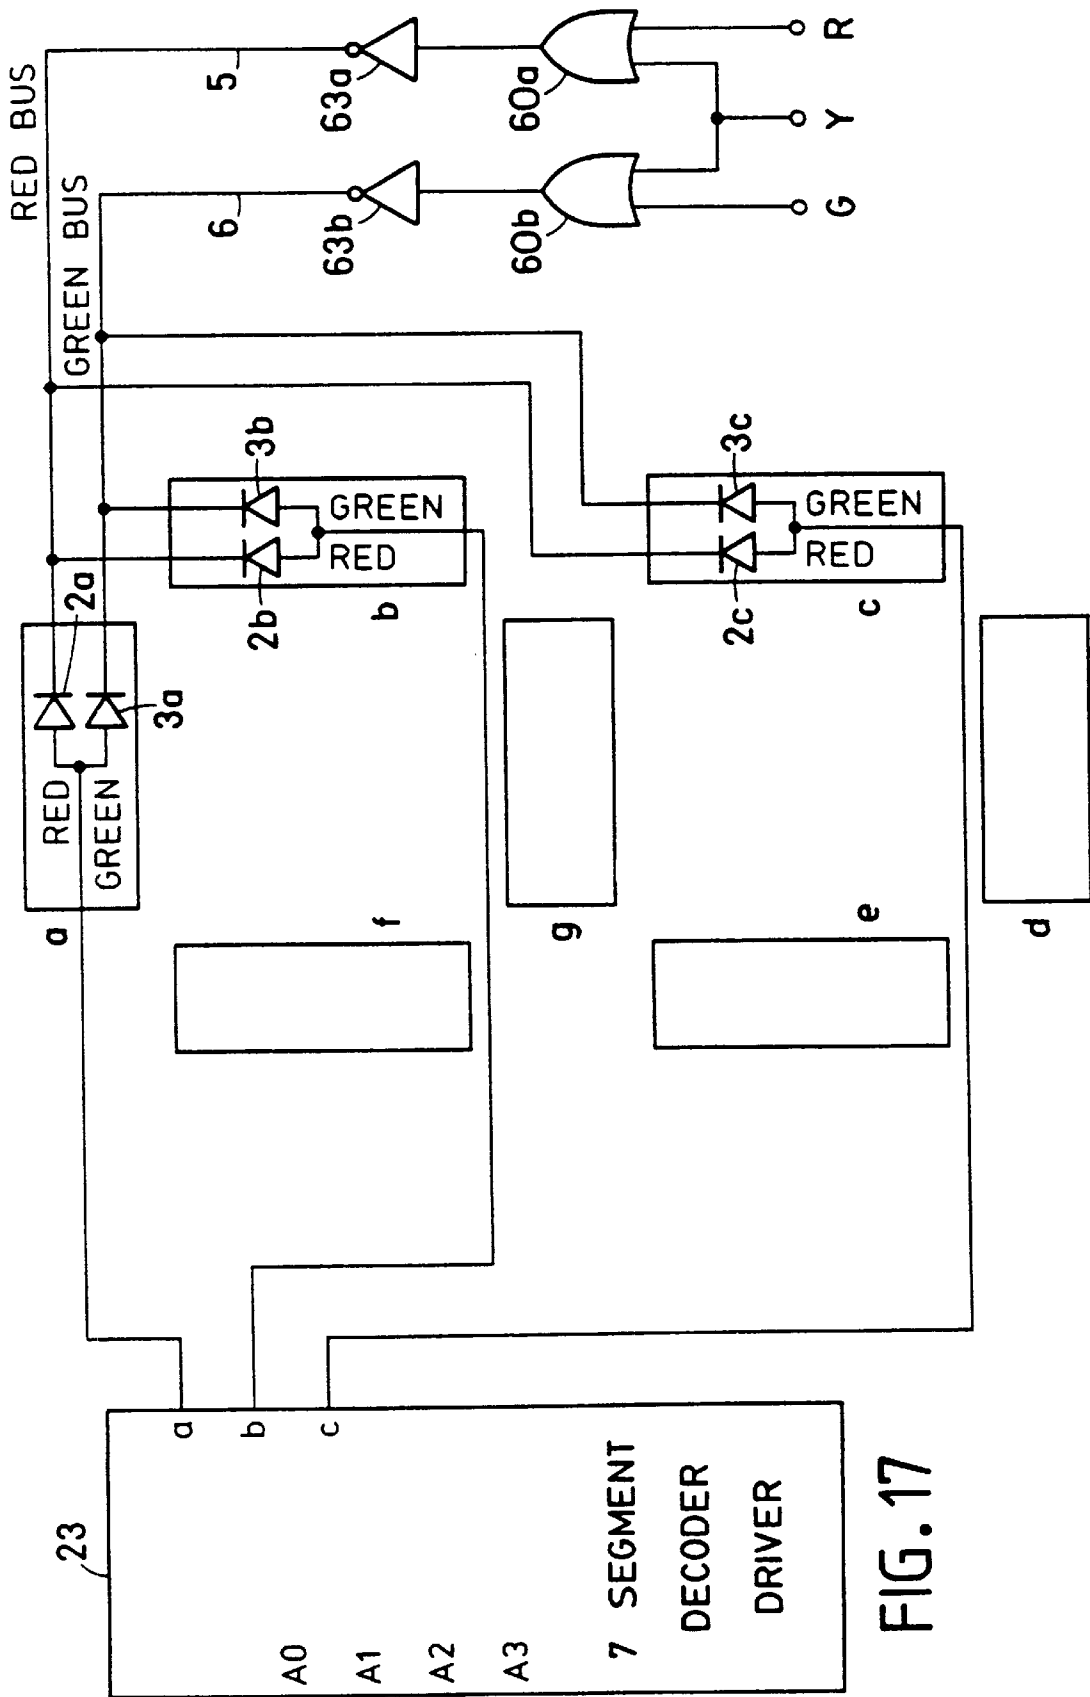 23
A0
A1
A2
A3
7 SEGMENT
DECODER
DRIVER
a
b
c
a
RED
GREEN
2a
3a
f
b
2b
3b
RED
GREEN
g
e
c
2c
3c
RED
GREEN
d
RED BUS
GREEN BUS
5
6
63a
63b
60a
60b
R
Y
G
FIG. 17